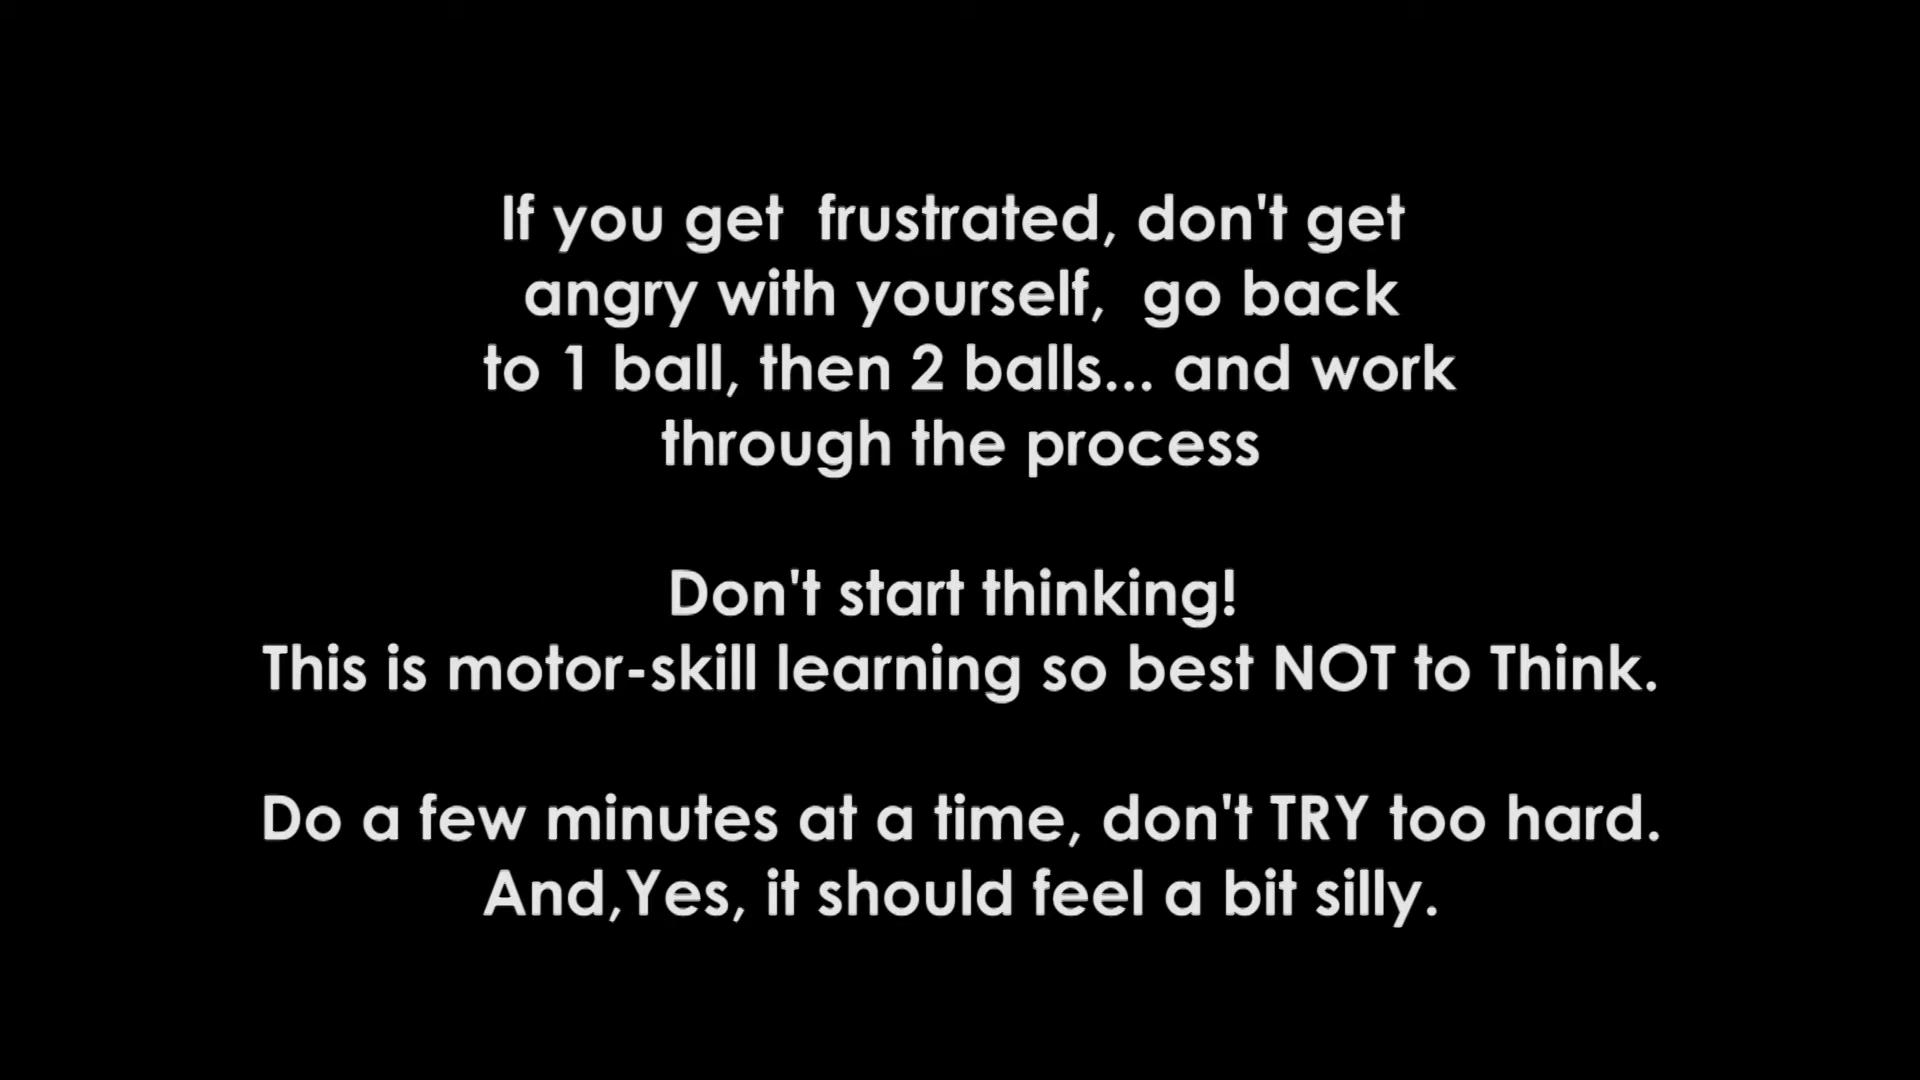 If you get  frustrated, don't get
angry with yourself,  go back
to 1 ball, then 2 balls... and work
through the process
Don't start thinking!
This is motor-skill learning so best NOT to Think.
Do a few minutes at a time, don't TRY too hard.
And,Yes, it should feel a bit silly.